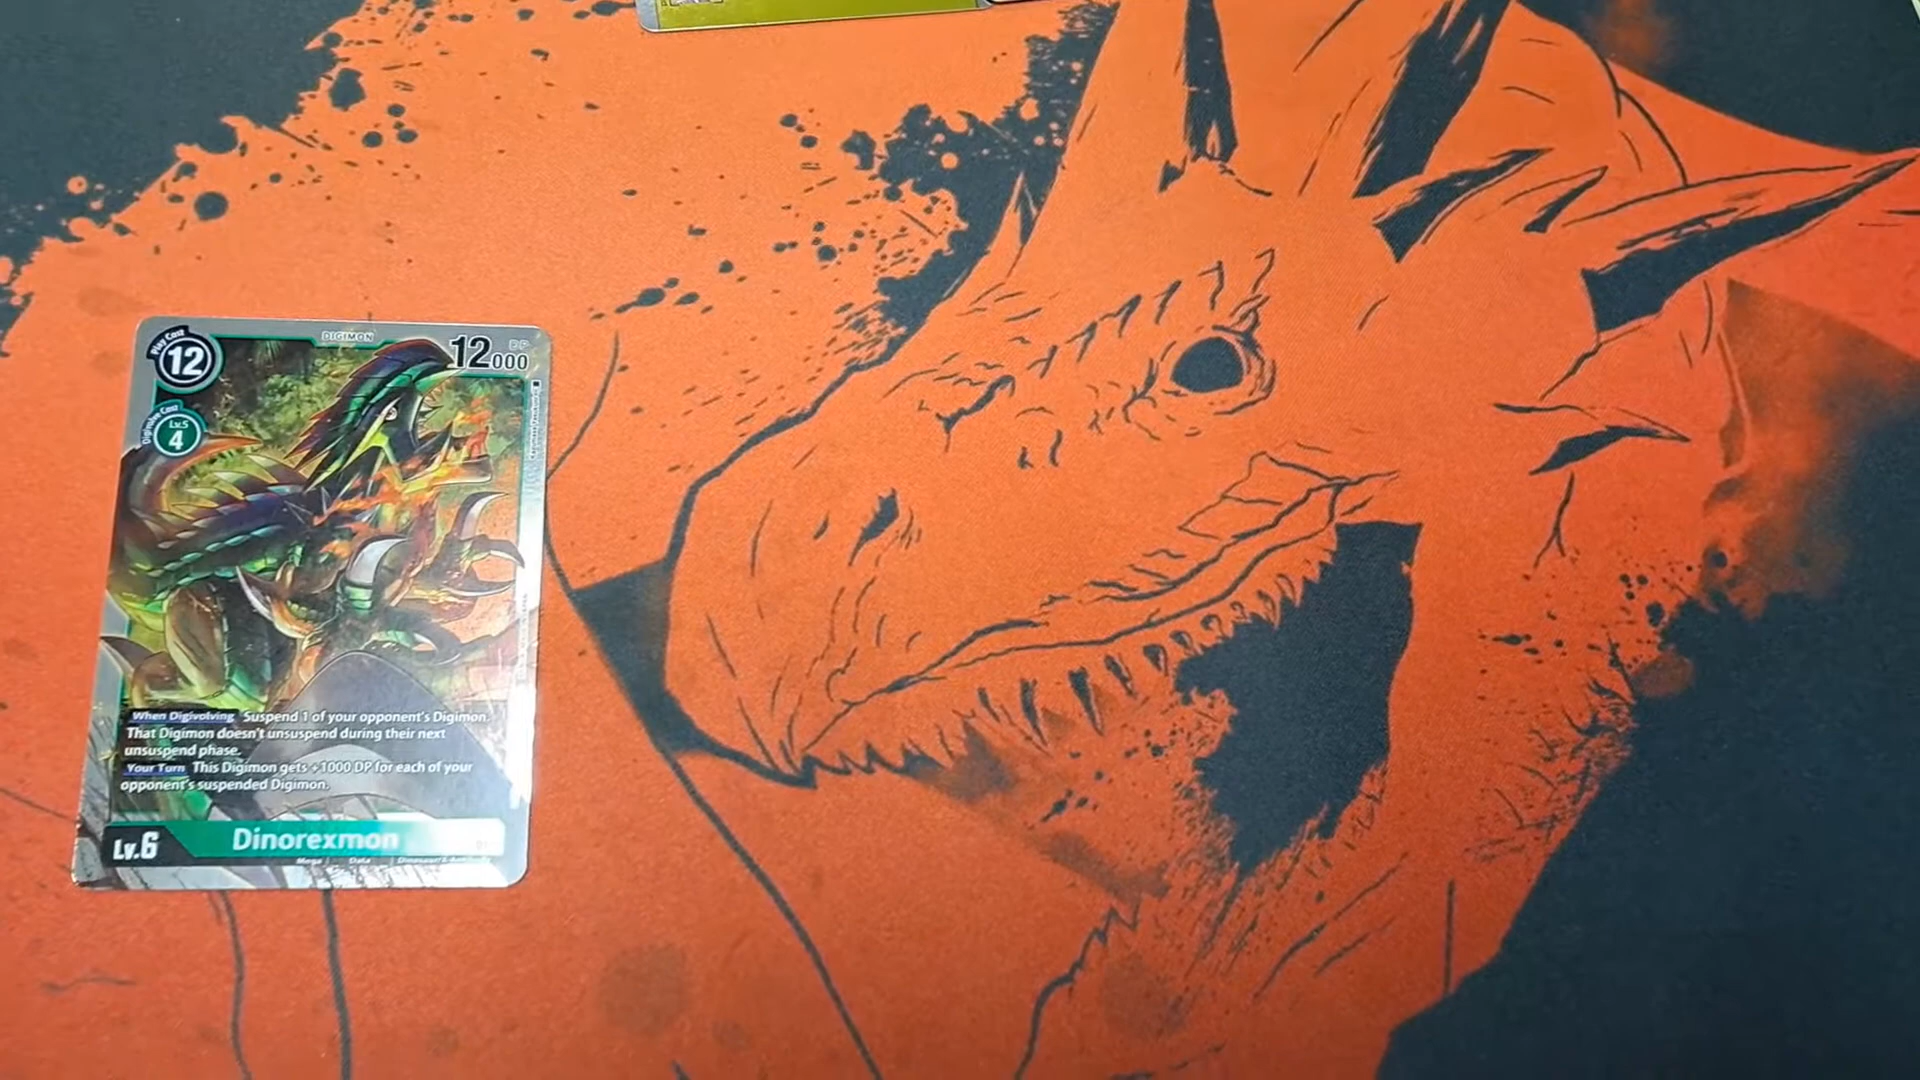 Play Cost
12
DIGIMON
DP
12000
Digivolve Cost
Lv.5
4
When Digivolving Suspend 1 of your opponent's Digimon.
That Digimon doesn't unsuspend during their next
unsuspend phase.
Your Turn This Digimon gets +1000 DP for each of your
opponent's suspended Digimon.
Lv.6
Dinorexmon
Mega | Data |